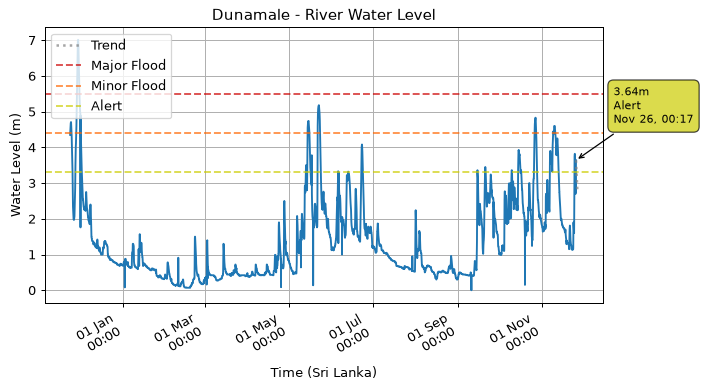 Dunamale - River Water Level
Water Level (m)
7
6
5
4
3
2
1
0
Trend
Major Flood
Minor Flood
Alert
3.64m
Alert
Nov 26, 00:17
01 Jan
00:00
01 Mar
00:00
01 May
00:00
01 Jul
00:00
01 Sep
00:00
01 Nov
00:00
Time (Sri Lanka)